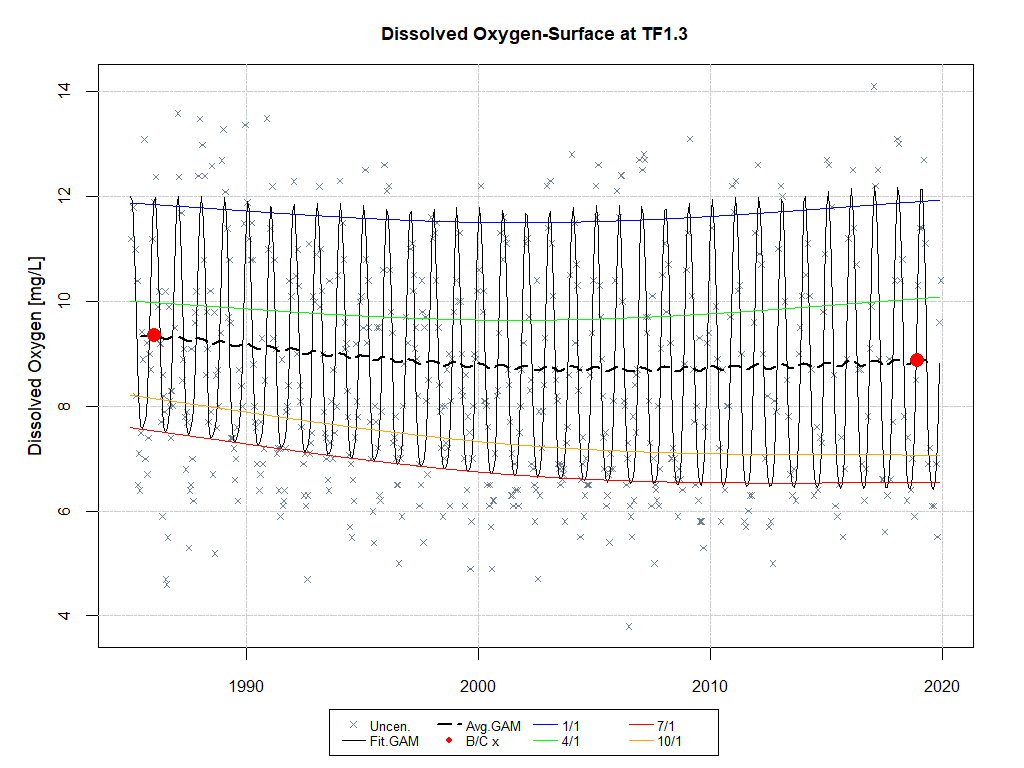 Dissolved Oxygen-Surface at TF1.3
Dissolved Oxygen [mg/L]
14
12
10
8
6
4
1990 2000 2010 2020
Uncen. Avg.GAM 1/1 7/1
Fit.GAM B/C x 4/1 10/1